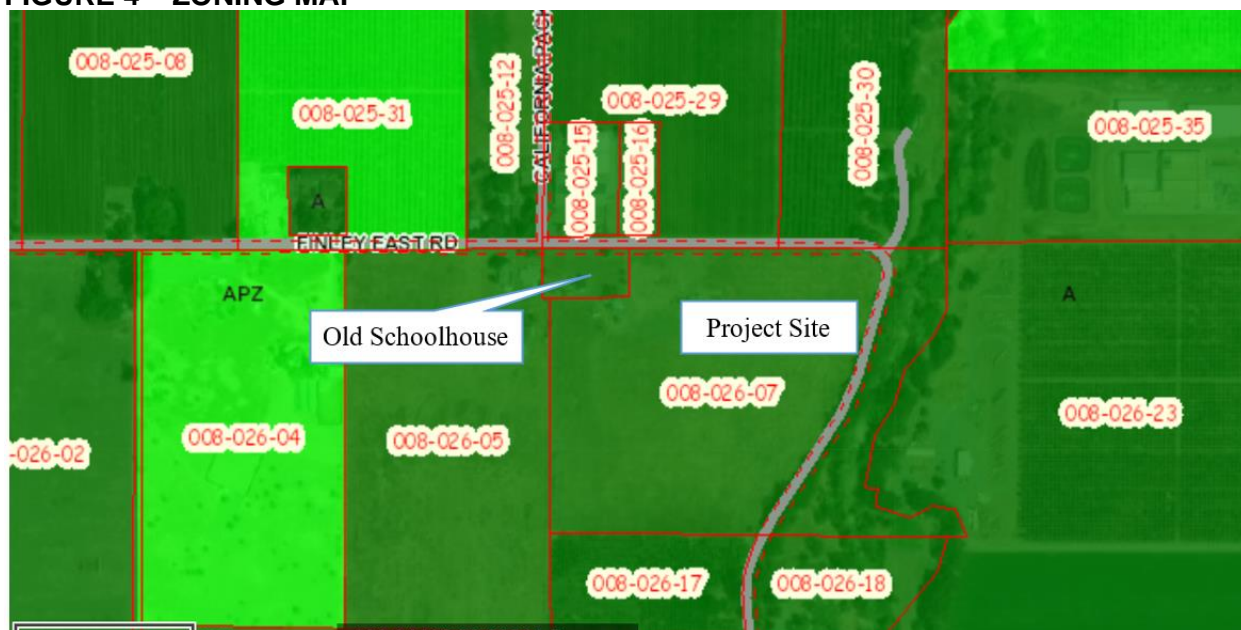 FIGURE 4 – ZONING MAP
008-025-08
008-025-31
008-025-12
CALIFORNIA PAC
008-025-29
008-025-15
008-025-16
008-025-30
008-025-35
A
FINLEY EAST RD
APZ
A
Old Schoolhouse
Project Site
008-026-07
-026-02
008-026-04
008-026-05
008-026-23
008-026-17
008-026-18